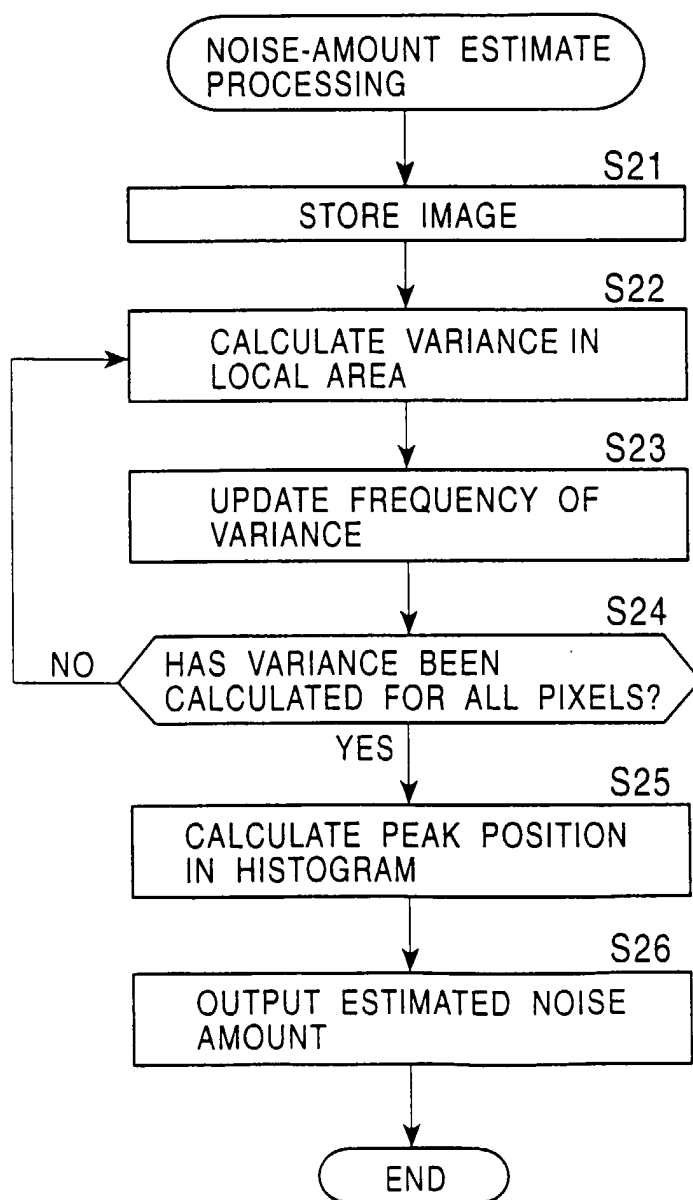 NOISE-AMOUNT ESTIMATE
PROCESSING
S21
STORE IMAGE
S22
CALCULATE VARIANCE IN
LOCAL AREA
S23
UPDATE FREQUENCY OF
VARIANCE
S24
NO
HAS VARIANCE BEEN
CALCULATED FOR ALL PIXELS?
YES
S25
CALCULATE PEAK POSITION
IN HISTOGRAM
S26
OUTPUT ESTIMATED NOISE
AMOUNT
END